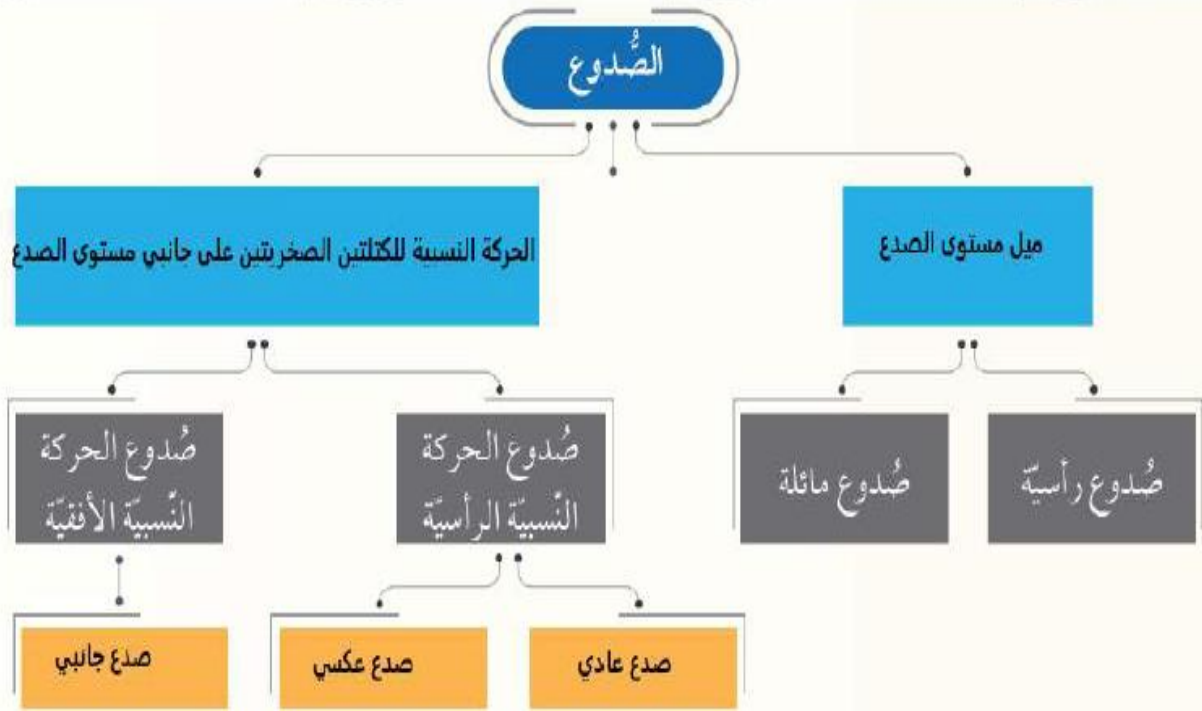 الصُّدوع
ميل مستوى الصدع
الحركة النسبية للكتلتين الصخريتين على جانبي مستوى الصدع
صُدوع رأسيّة
صُدوع مائلة
صُدوع الحركة
النّسبيّة الرأسيّة
صُدوع الحركة
النّسبيّة الأفقيّة
صدع عادي
صدع عكسي
صدع جانبي